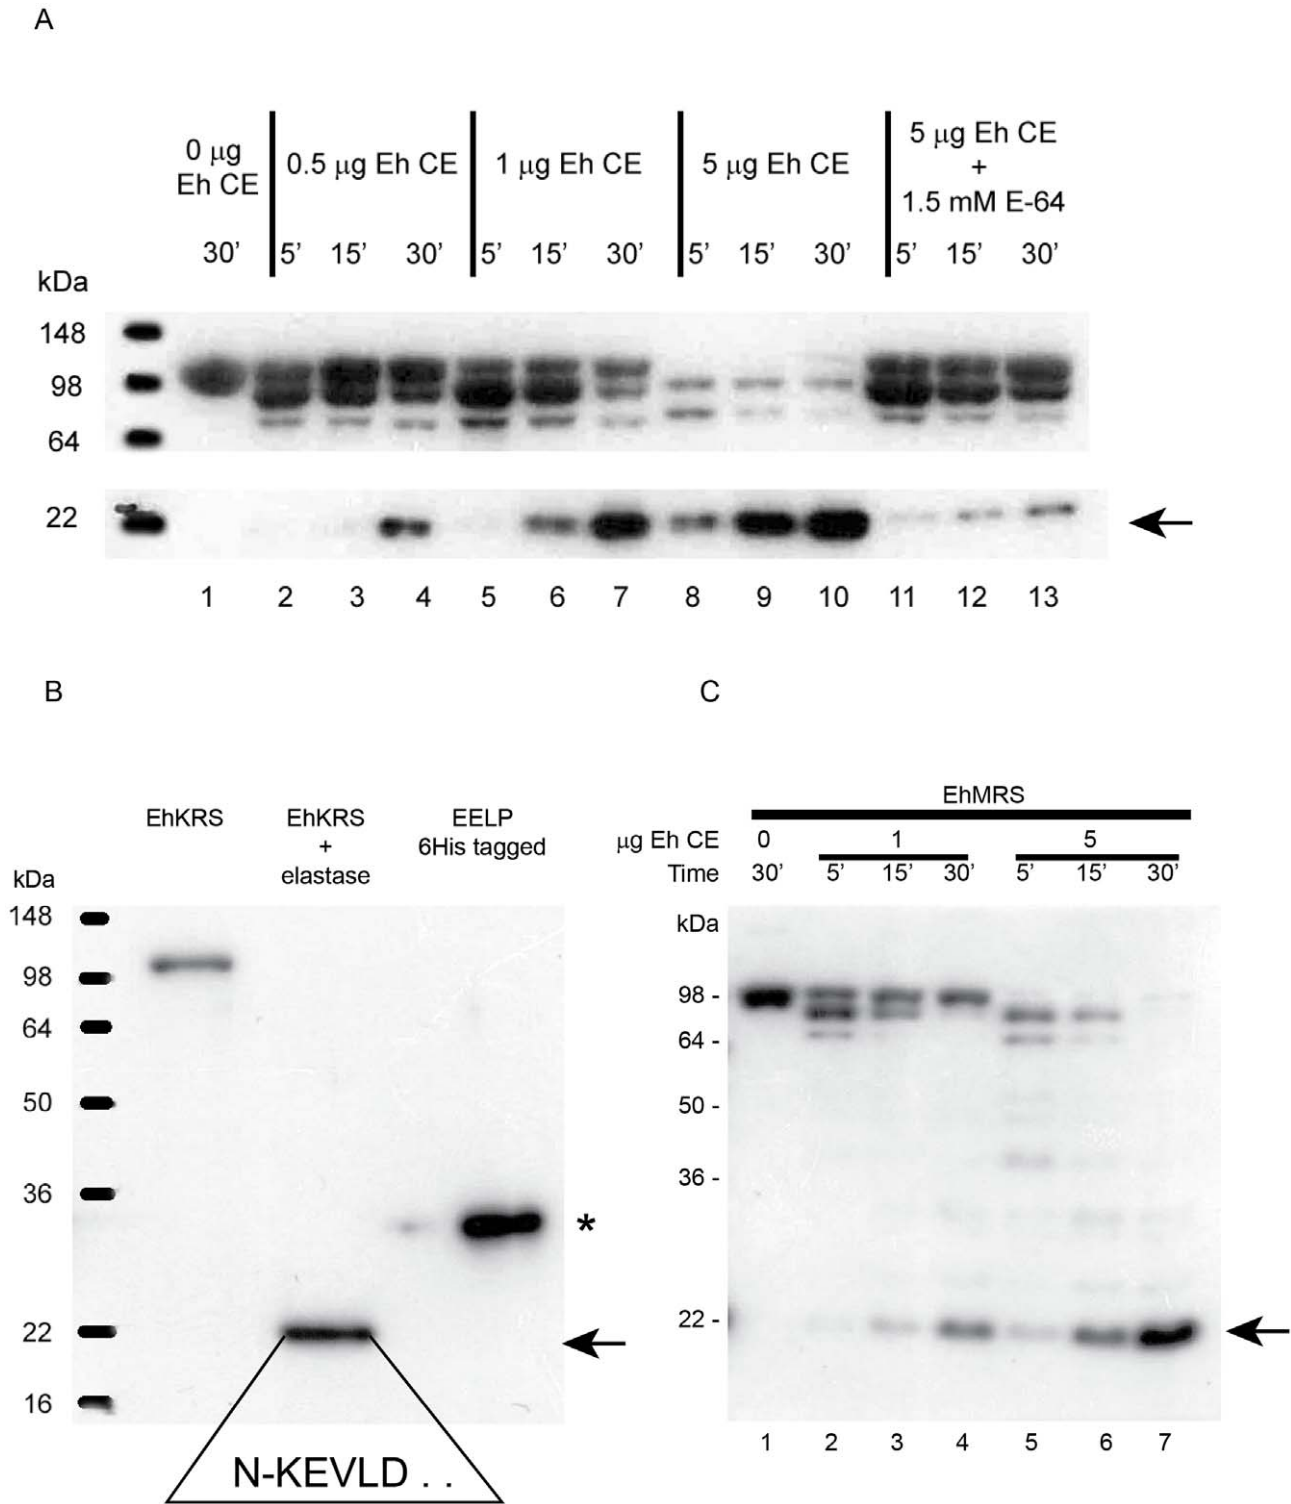 A
0 μg
Eh CE
0.5 μg Eh CE
1 μg Eh CE
5 μg Eh CE
5 μg Eh CE
+
1.5 mM E-64
30’ 5’ 15’ 30’ 5’ 15’ 30’ 5’ 15’ 30’ 5’ 15’ 30’
kDa
148
98
64
22
1 2 3 4 5 6 7 8 9 10 11 12 13
B
EhKRS
EhKRS
+
elastase
EELP
6His tagged
kDa
148
98
64
50
36
*
22
16
N-KEVLD . .
C
EhMRS
μg Eh CE 0 1 5
Time 30’ 5’ 15’ 30’ 5’ 15’ 30’
kDa
98 -
64 -
50 -
36 -
22 -
1 2 3 4 5 6 7